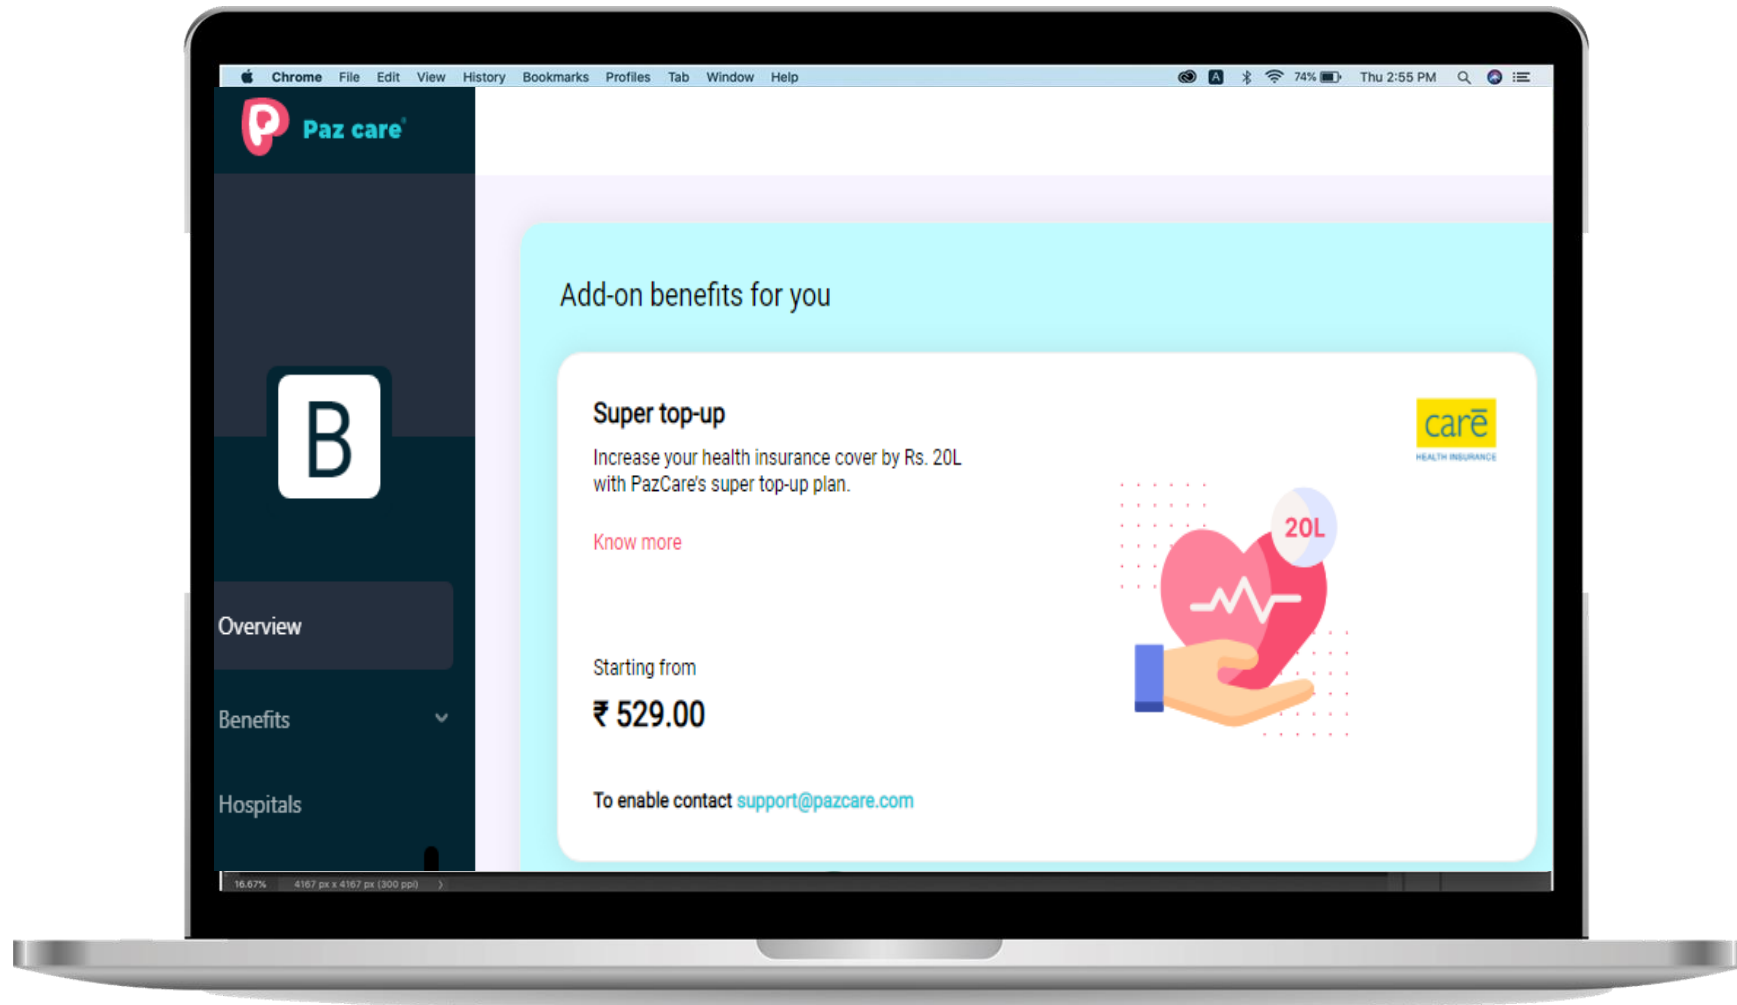 Chrome File Edit View History Bookmarks Profiles Tab Window Help
A 74% Thu 2:55 PM
Paz care
Add-on benefits for you
B
Super top-up
Increase your health insurance cover by Rs. 20L
with PazCare's super top-up plan.
Know more
carē
HEALTH INSURANCE
20L
Starting from
₹ 529.00
To enable contact support@pazcare.com
Overview
Benefits
Hospitals
16.67% 4167 px x 4167 px (300 ppi)